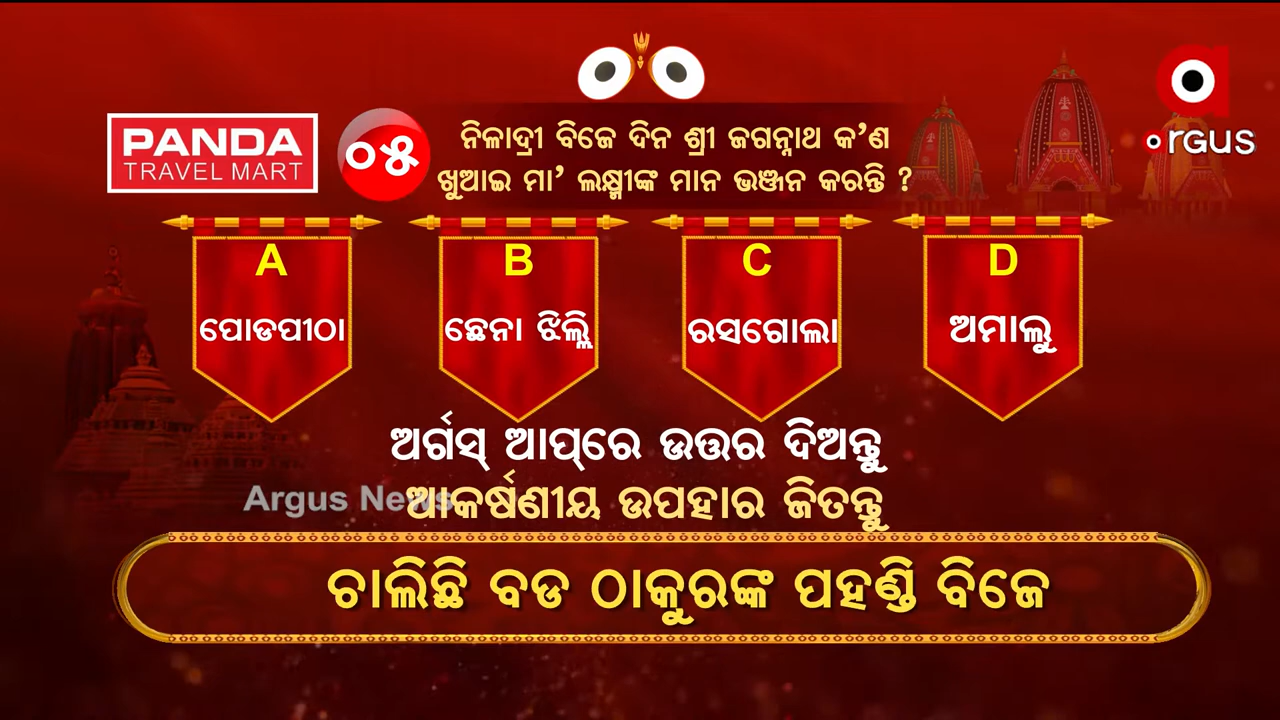 argus
PANDA
TRAVEL MART
୦୫
ନିଳାଦ୍ରୀ ବିଜେ ଦିନ ଶ୍ରୀ ଜଗନ୍ନାଥ କ'ଣ
ଖୁଆଇ ମା' ଲକ୍ଷ୍ମୀଙ୍କ ମାନ ଭଞ୍ଜନ କରନ୍ତି ?
A
ପୋଡପୀଠା
B
ଛେନା ଝିଲ୍ଲି
C
ରସଗୋଲା
D
ଅମାଲୁ
ଅର୍ଗସ୍ ଆପ୍‌ରେ ଉତ୍ତର ଦିଅନ୍ତୁ
Argus News
ଆକର୍ଷଣୀୟ ଉପହାର ଜିତନ୍ତୁ
ଚାଲିଛି ବଡ ଠାକୁରଙ୍କ ପହଣ୍ଡି ବିଜେ